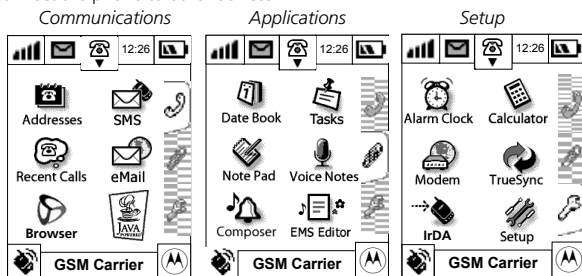 Communications
Applications
Setup
12:26
12:26
12:26
Addresses
SMS
Recent Calls
eMail
Browser
JAVA
POWERED
GSM Carrier
Date Book
Tasks
Note Pad
Voice Notes
Composer
EMS Editor
GSM Carrier
Alarm Clock
Calculator
Modem
TrueSync
IrDA
Setup
GSM Carrier